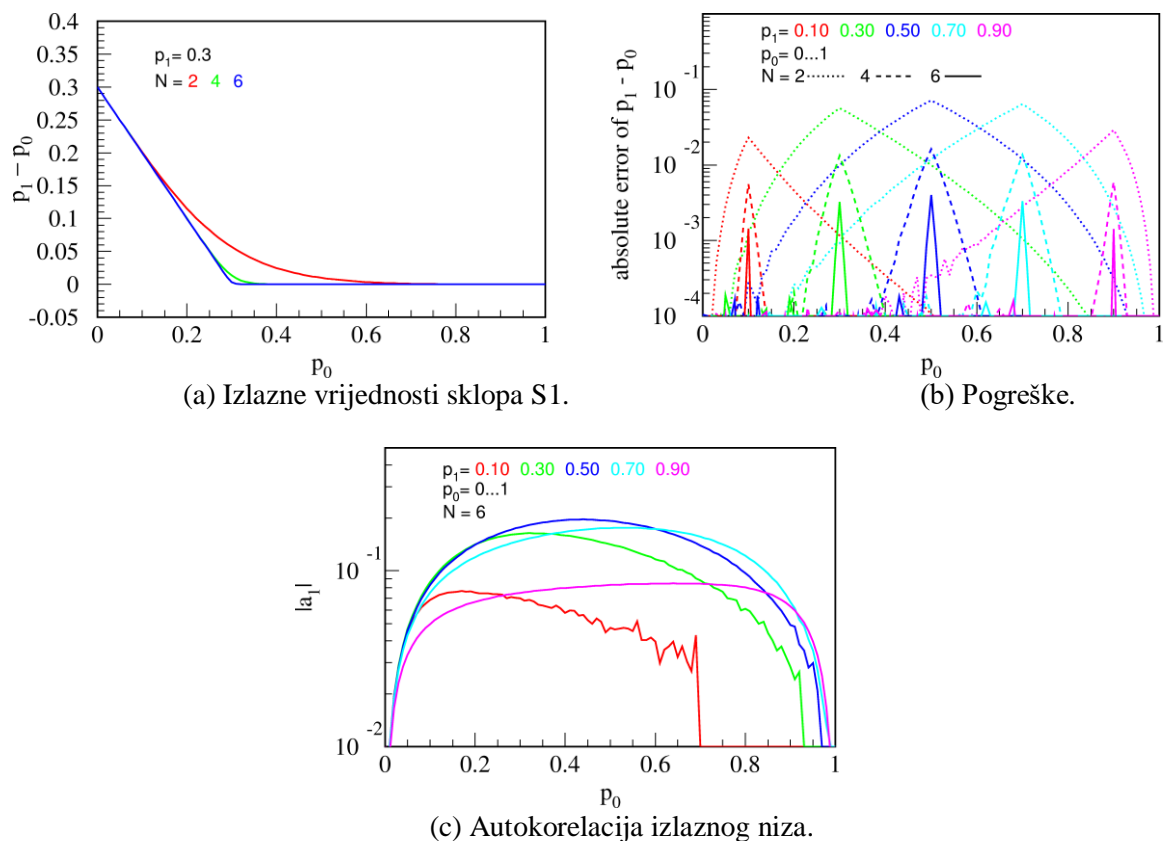 0.4
0.35
0.3
0.25
0.2
0.15
0.1
0.05
0
-0.05
p₁ – p₀
p₁= 0.3
N = 2 4 6
0 0.2 0.4 0.6 0.8 1
p₀
(a) Izlazne vrijednosti sklopa S1.
absolute error of p₁ - p₀
10⁻¹
10⁻²
10⁻³
10⁻⁴
p₁= 0.10 0.30 0.50 0.70 0.90
p₀= 0...1
N = 2 4 6
0 0.2 0.4 0.6 0.8 1
p₀
(b) Pogreške.
|a₁|
10⁻¹
10⁻²
p₁= 0.10 0.30 0.50 0.70 0.90
p₀= 0...1
N = 6
0 0.2 0.4 0.6 0.8 1
p₀
(c) Autokorelacija izlaznog niza.